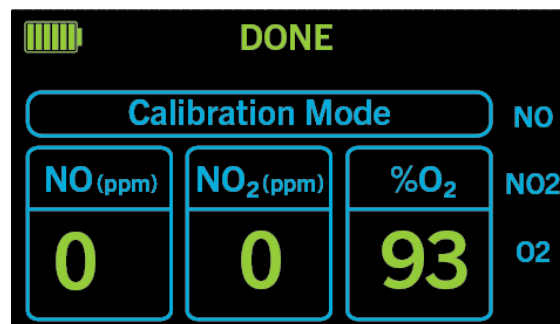 DONE
Calibration Mode
NO
NO (ppm) NO₂ (ppm) %O₂
NO2
0 0 93
O2